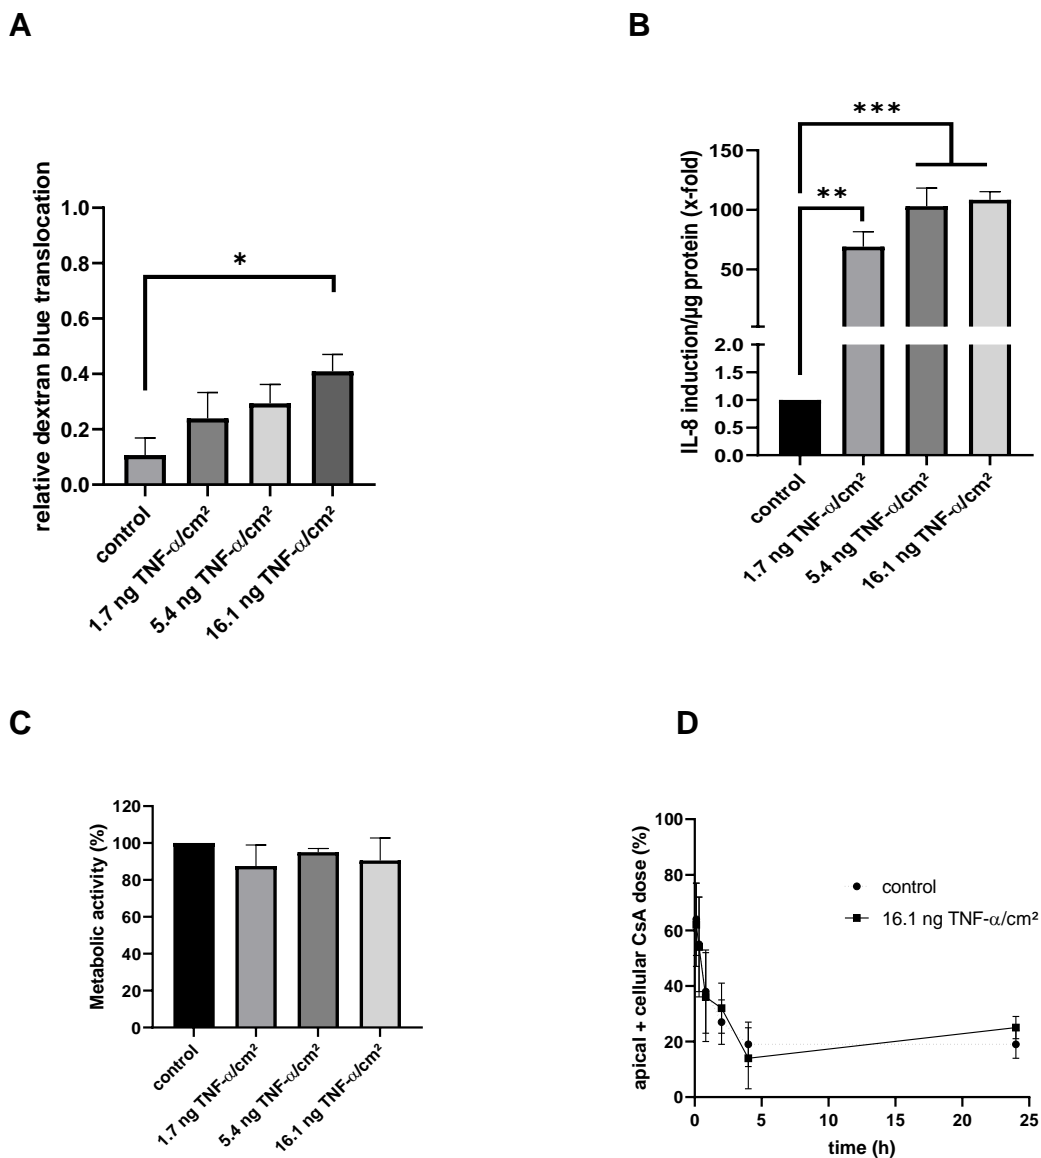 A
relative dextran blue translocation
1.0
0.8
0.6
0.4
0.2
0.0
*
control
1.7 ng TNF-α/cm²
5.4 ng TNF-α/cm²
16.1 ng TNF-α/cm²
B
IL-8 induction/µg protein (x-fold)
150
100
50
2.0
1.5
1.0
0.5
0.0
***
**
control
1.7 ng TNF-α/cm²
5.4 ng TNF-α/cm²
16.1 ng TNF-α/cm²
C
Metabolic activity (%)
120
100
80
60
40
20
0
control
1.7 ng TNF-α/cm²
5.4 ng TNF-α/cm²
16.1 ng TNF-α/cm²
D
apical + cellular CsA dose (%)
100
80
60
40
20
0
control
16.1 ng TNF-α/cm²
0 5 10 15 20 25
time (h)